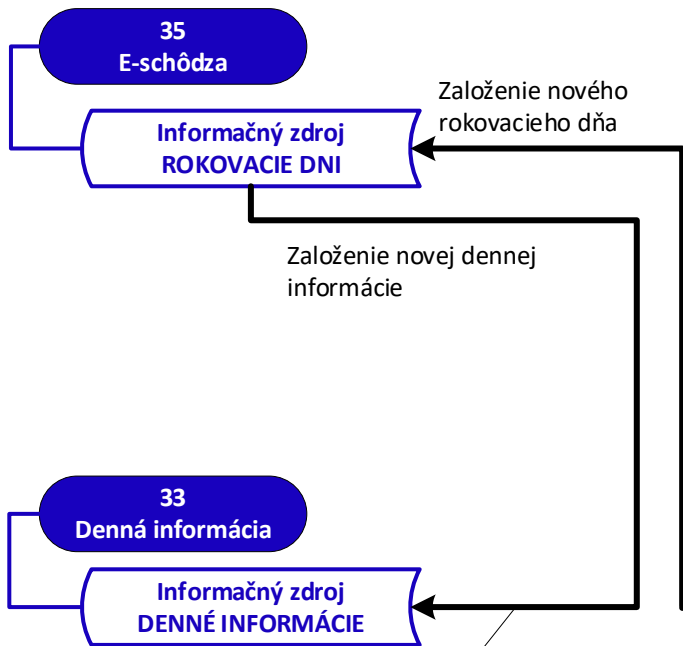 35
E-schôdza
Založenie nového
rokovacieho dňa
Informačný zdroj
ROKOVACIE DNI
Založenie novej dennej
informácie
33
Denná informácia
Informačný zdroj
DENNÉ INFORMÁCIE